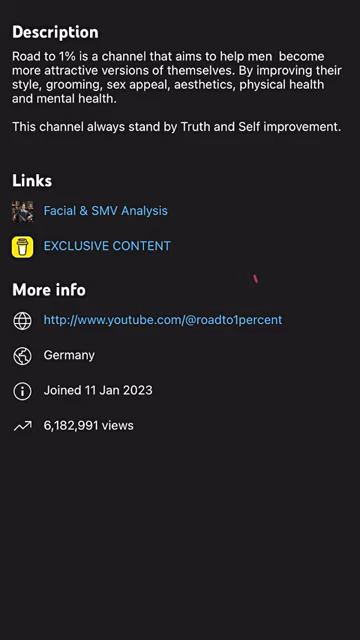 Description
Road to 1% is a channel that aims to help men  become
more attractive versions of themselves. By improving their
style, grooming, sex appeal, aesthetics, physical health
and mental health.
This channel always stand by Truth and Self improvement.
Links
Facial & SMV Analysis
EXCLUSIVE CONTENT
More info
http://www.youtube.com/@roadto1percent
Germany
Joined 11 Jan 2023
6,182,991 views